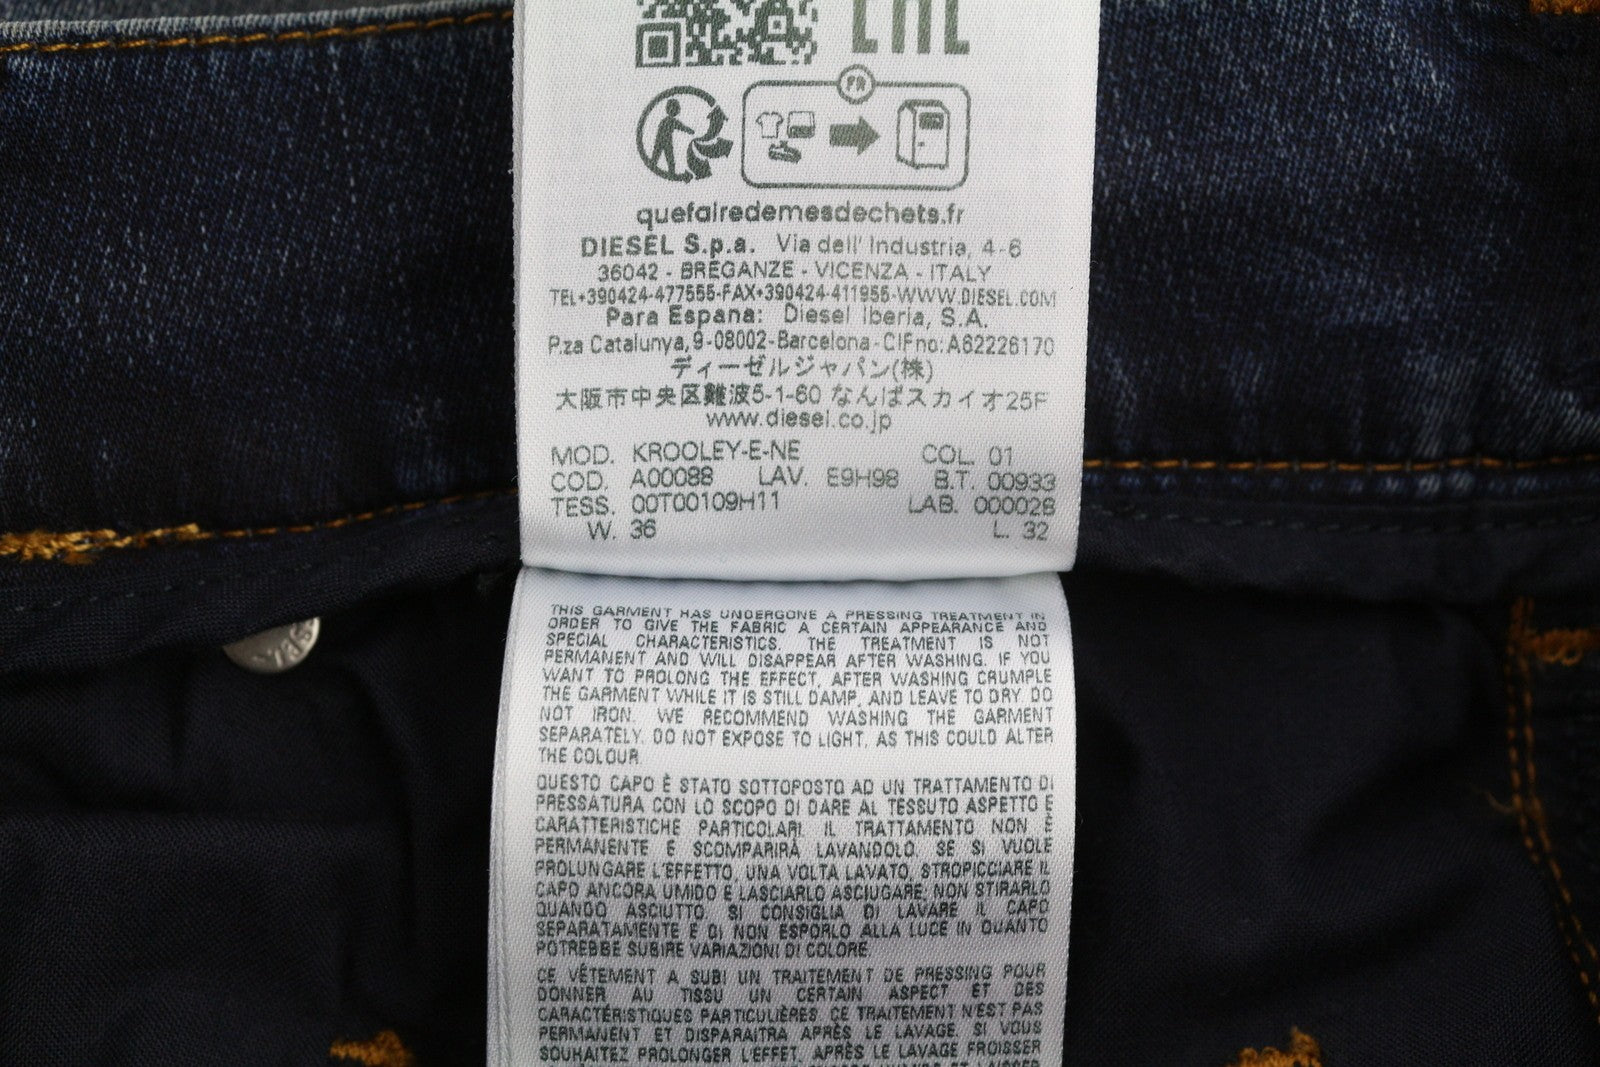 EAC
FR
quefairedemesdechets.fr
DIESEL S.p.a. Via dell' Industria, 4-6
36042 - BREGANZE - VICENZA - ITALY
TEL+390424-477555-FAX+390424-411955-WWW.DIESEL.COM
Para Espana: Diesel Iberia, S.A.
P.za Catalunya,9-08002-Barcelona-CIFno:A62226170
ディーゼルジャパン(株)
大阪市中央区難波5-1-60 なんばスカイオ25F
www.diesel.co.jp
MOD. KROOLEY-E-NE COL. 01
COD. A00088 LAV. E9H98 B.T. 00933
TESS. 00T00109H11 LAB. 000028
W. 36 L. 32
THIS GARMENT HAS UNDERGONE A PRESSING TREATMENT IN
ORDER TO GIVE THE FABRIC A CERTAIN APPEARANCE AND
SPECIAL CHARACTERISTICS. THE TREATMENT IS NOT
PERMANENT AND WILL DISAPPEAR AFTER WASHING. IF YOU
WANT TO PROLONG THE EFFECT, AFTER WASHING CRUMPLE
THE GARMENT WHILE IT IS STILL DAMP, AND LEAVE TO DRY. DO
NOT IRON. WE RECOMMEND WASHING THE GARMENT
SEPARATELY. DO NOT EXPOSE TO LIGHT, AS THIS COULD ALTER
THE COLOUR.
QUESTO CAPO È STATO SOTTOPOSTO AD UN TRATTAMENTO DI
PRESSATURA CON LO SCOPO DI DARE AL TESSUTO ASPETTO E
CARATTERISTICHE PARTICOLARI. IL TRATTAMENTO NON È
PERMANENTE E SCOMPARIRÀ LAVANDOLO. SE SI VUOLE
PROLUNGARE L'EFFETTO, UNA VOLTA LAVATO, STROPICCIARE IL
CAPO ANCORA UMIDO E LASCIARLO ASCIUGARE; NON STIRARLO
QUANDO ASCIUTTO. SI CONSIGLIA DI LAVARE IL CAPO
SEPARATAMENTE E DI NON ESPORLO ALLA LUCE IN QUANTO
POTREBBE SUBIRE VARIAZIONI DI COLORE.
CE VÊTEMENT A SUBI UN TRAITEMENT DE PRESSING POUR
DONNER AU TISSU UN CERTAIN ASPECT ET DES
CARACTÉRISTIQUES PARTICULIÈRES. CE TRAITEMENT N'EST PAS
PERMANENT ET DISPARAITRA APRÈS LE LAVAGE. SI VOUS
SOUHAITEZ PROLONGER L'EFFET, APRÈS LE LAVAGE FROISSER